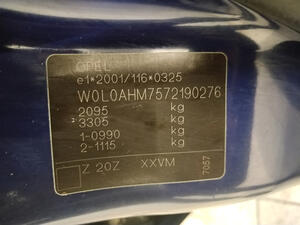 OPEL
e1*2001/116*0325
W0L0AHM7572190276
2095 kg
3305 kg
1-0990 kg
2-1115 kg
Z 20Z XXVM
7057